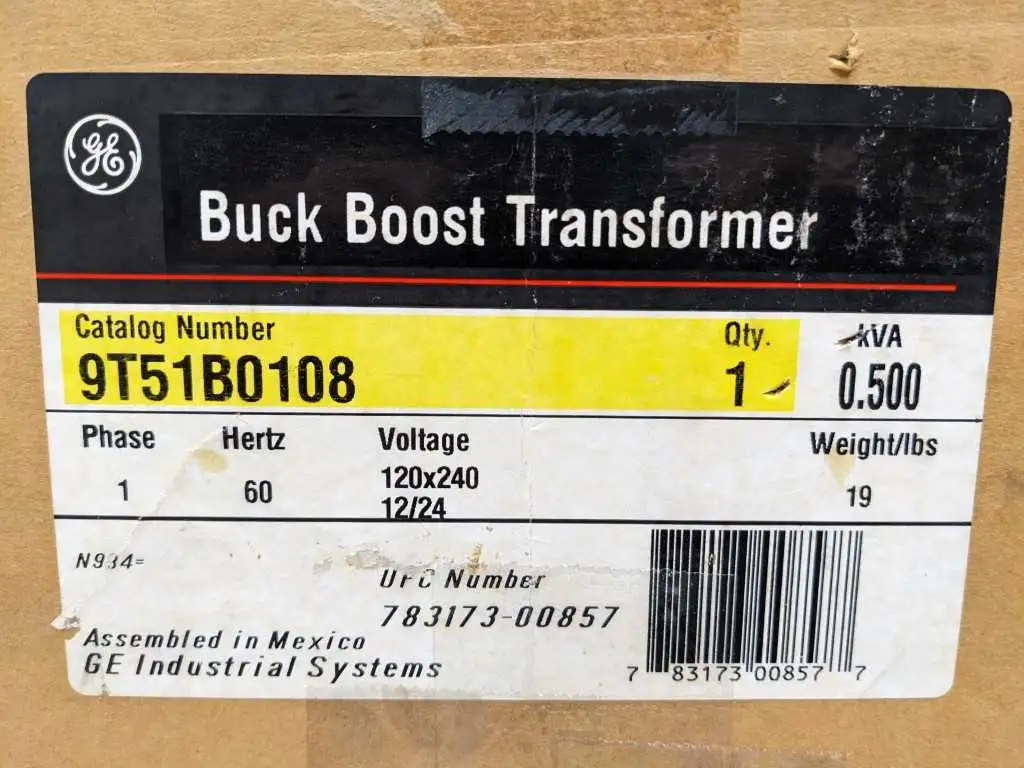 GE
Buck Boost Transformer
Catalog Number Qty. kVA
9T51B0108 1 0.500
Phase Hertz Voltage Weight/lbs
1 60 120x240 19
12/24
UPC Number
783173-00857
Assembled in Mexico
GE Industrial Systems
7 83173 00857 7